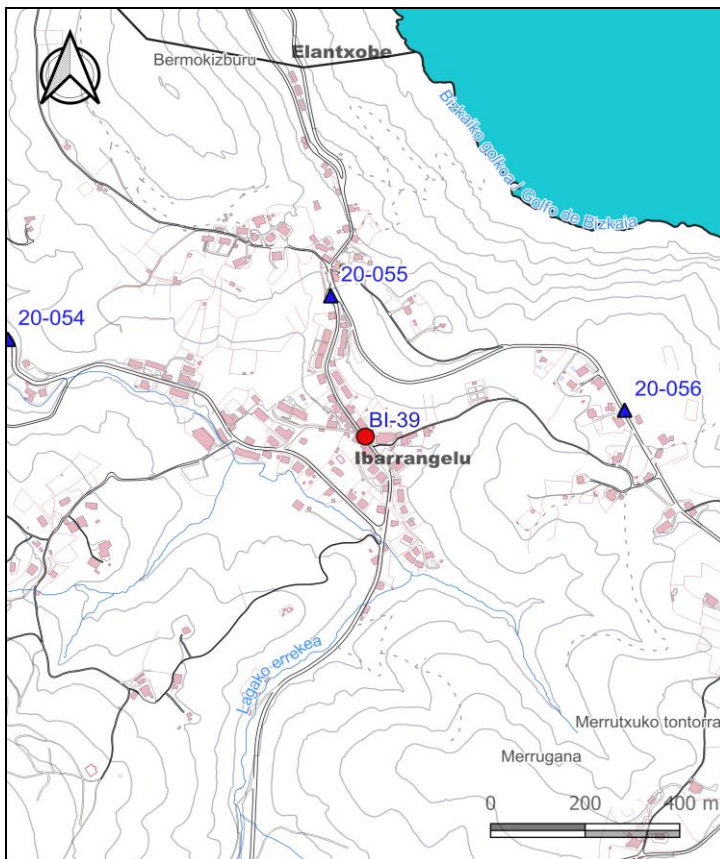 Elantxobe
Bermokizburu
Bizkaiko golkoa / Golfo de Bizkaia
20-055
20-054
20-056
BI-39
Ibarrangelu
Lagako errekea
Merrutxuko tontorra
Merrugana
0 200 400 m